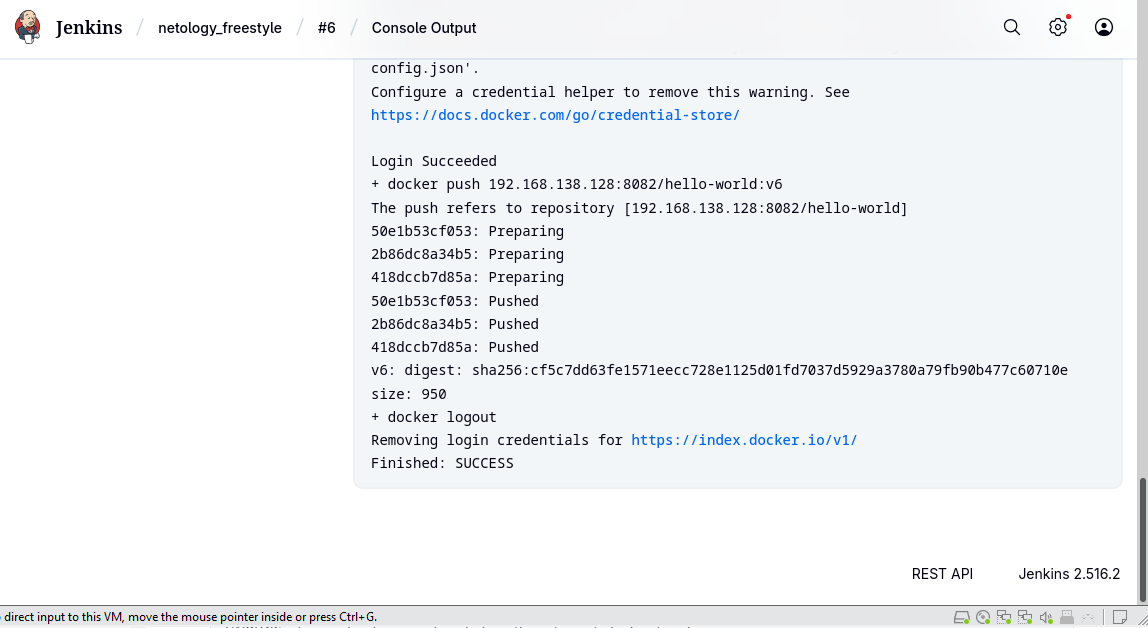 Jenkins / netology_freestyle / #6 / Console Output
config.json'.
Configure a credential helper to remove this warning. See
https://docs.docker.com/go/credential-store/
Login Succeeded
+ docker push 192.168.138.128:8082/hello-world:v6
The push refers to repository [192.168.138.128:8082/hello-world]
50e1b53cf053: Preparing
2b86dc8a34b5: Preparing
418dccb7d85a: Preparing
50e1b53cf053: Pushed
2b86dc8a34b5: Pushed
418dccb7d85a: Pushed
v6: digest: sha256:cf5c7dd63fe1571eecc728e1125d01fd7037d5929a3780a79fb90b477c60710e
size: 950
+ docker logout
Removing login credentials for https://index.docker.io/v1/
Finished: SUCCESS
REST API Jenkins 2.516.2
direct input to this VM, move the mouse pointer inside or press Ctrl+G.